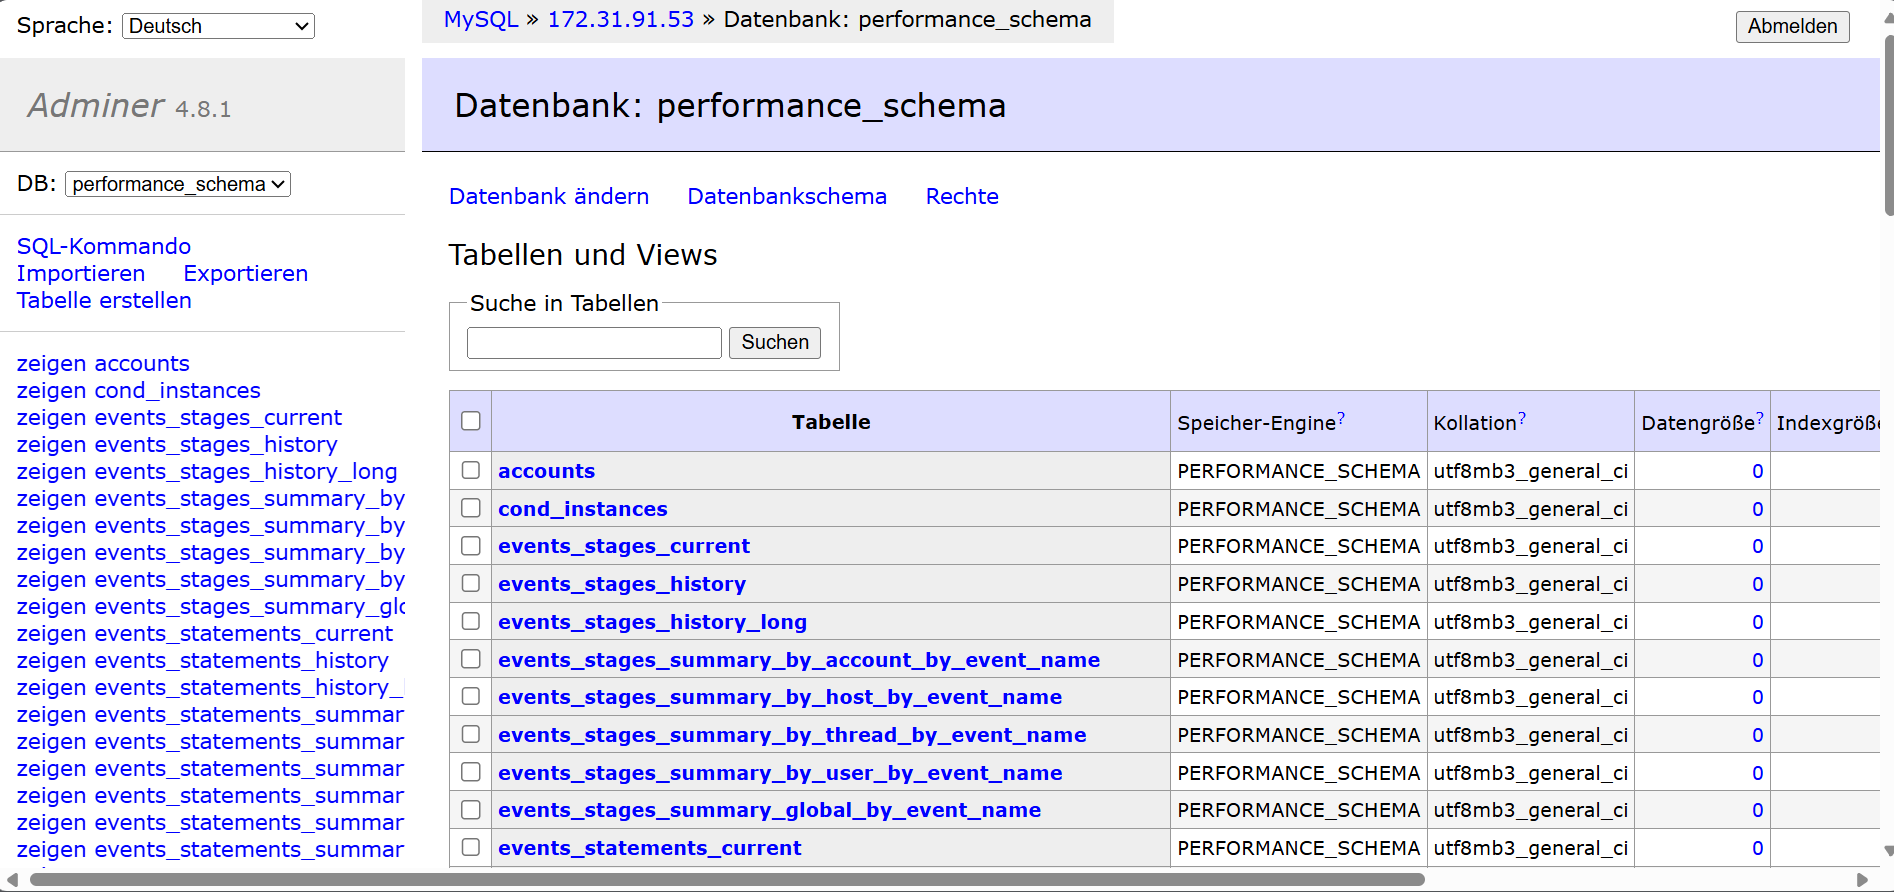 Sprache: Deutsch
MySQL » 172.31.91.53 » Datenbank: performance_schema
Abmelden
Adminer 4.8.1
Datenbank: performance_schema
DB: performance_schema
Datenbank ändern Datenbankschema Rechte
SQL-Kommando
Importieren Exportieren
Tabelle erstellen
zeigen accounts
zeigen cond_instances
zeigen events_stages_current
zeigen events_stages_history
zeigen events_stages_history_long
zeigen events_stages_summary_by
zeigen events_stages_summary_by
zeigen events_stages_summary_by
zeigen events_stages_summary_by
zeigen events_stages_summary_glo
zeigen events_statements_current
zeigen events_statements_history
zeigen events_statements_history_
zeigen events_statements_summar
zeigen events_statements_summar
zeigen events_statements_summar
zeigen events_statements_summar
zeigen events_statements_summar
zeigen events_statements_summar
Tabellen und Views
Suche in Tabellen
Suchen
Tabelle Speicher-Engine? Kollation? Datengröße? Indexgröße
accounts PERFORMANCE_SCHEMA utf8mb3_general_ci 0
cond_instances PERFORMANCE_SCHEMA utf8mb3_general_ci 0
events_stages_current PERFORMANCE_SCHEMA utf8mb3_general_ci 0
events_stages_history PERFORMANCE_SCHEMA utf8mb3_general_ci 0
events_stages_history_long PERFORMANCE_SCHEMA utf8mb3_general_ci 0
events_stages_summary_by_account_by_event_name PERFORMANCE_SCHEMA utf8mb3_general_ci 0
events_stages_summary_by_host_by_event_name PERFORMANCE_SCHEMA utf8mb3_general_ci 0
events_stages_summary_by_thread_by_event_name PERFORMANCE_SCHEMA utf8mb3_general_ci 0
events_stages_summary_by_user_by_event_name PERFORMANCE_SCHEMA utf8mb3_general_ci 0
events_stages_summary_global_by_event_name PERFORMANCE_SCHEMA utf8mb3_general_ci 0
events_statements_current PERFORMANCE_SCHEMA utf8mb3_general_ci 0